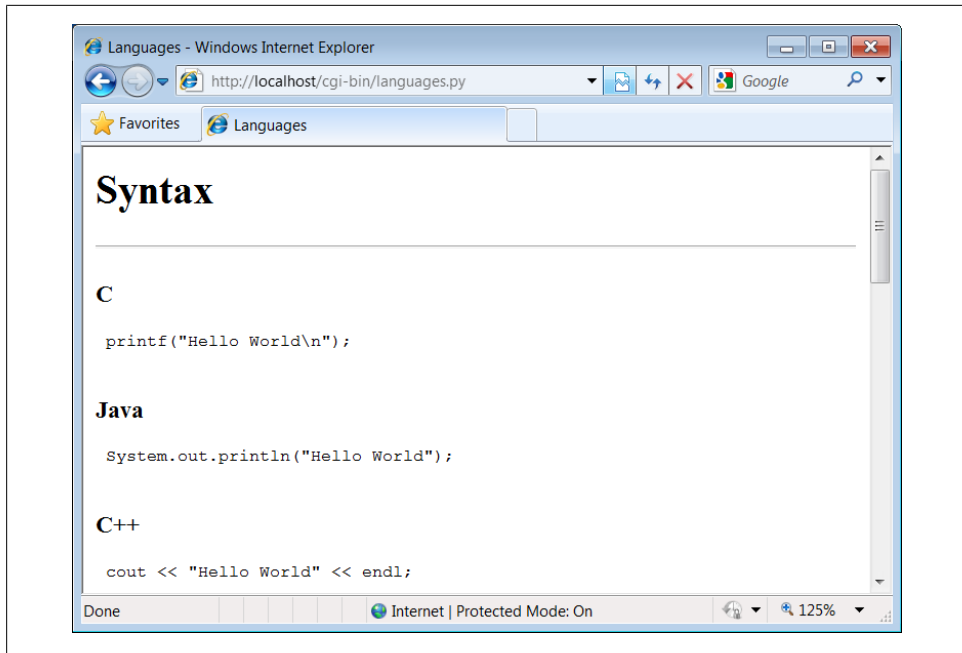 Languages - Windows Internet Explorer
http://localhost/cgi-bin/languages.py
Google
Favorites
Languages
Syntax
C
printf("Hello World\n");
Java
System.out.println("Hello World");
C++
cout << "Hello World" << endl;
Done
Internet | Protected Mode: On
125%